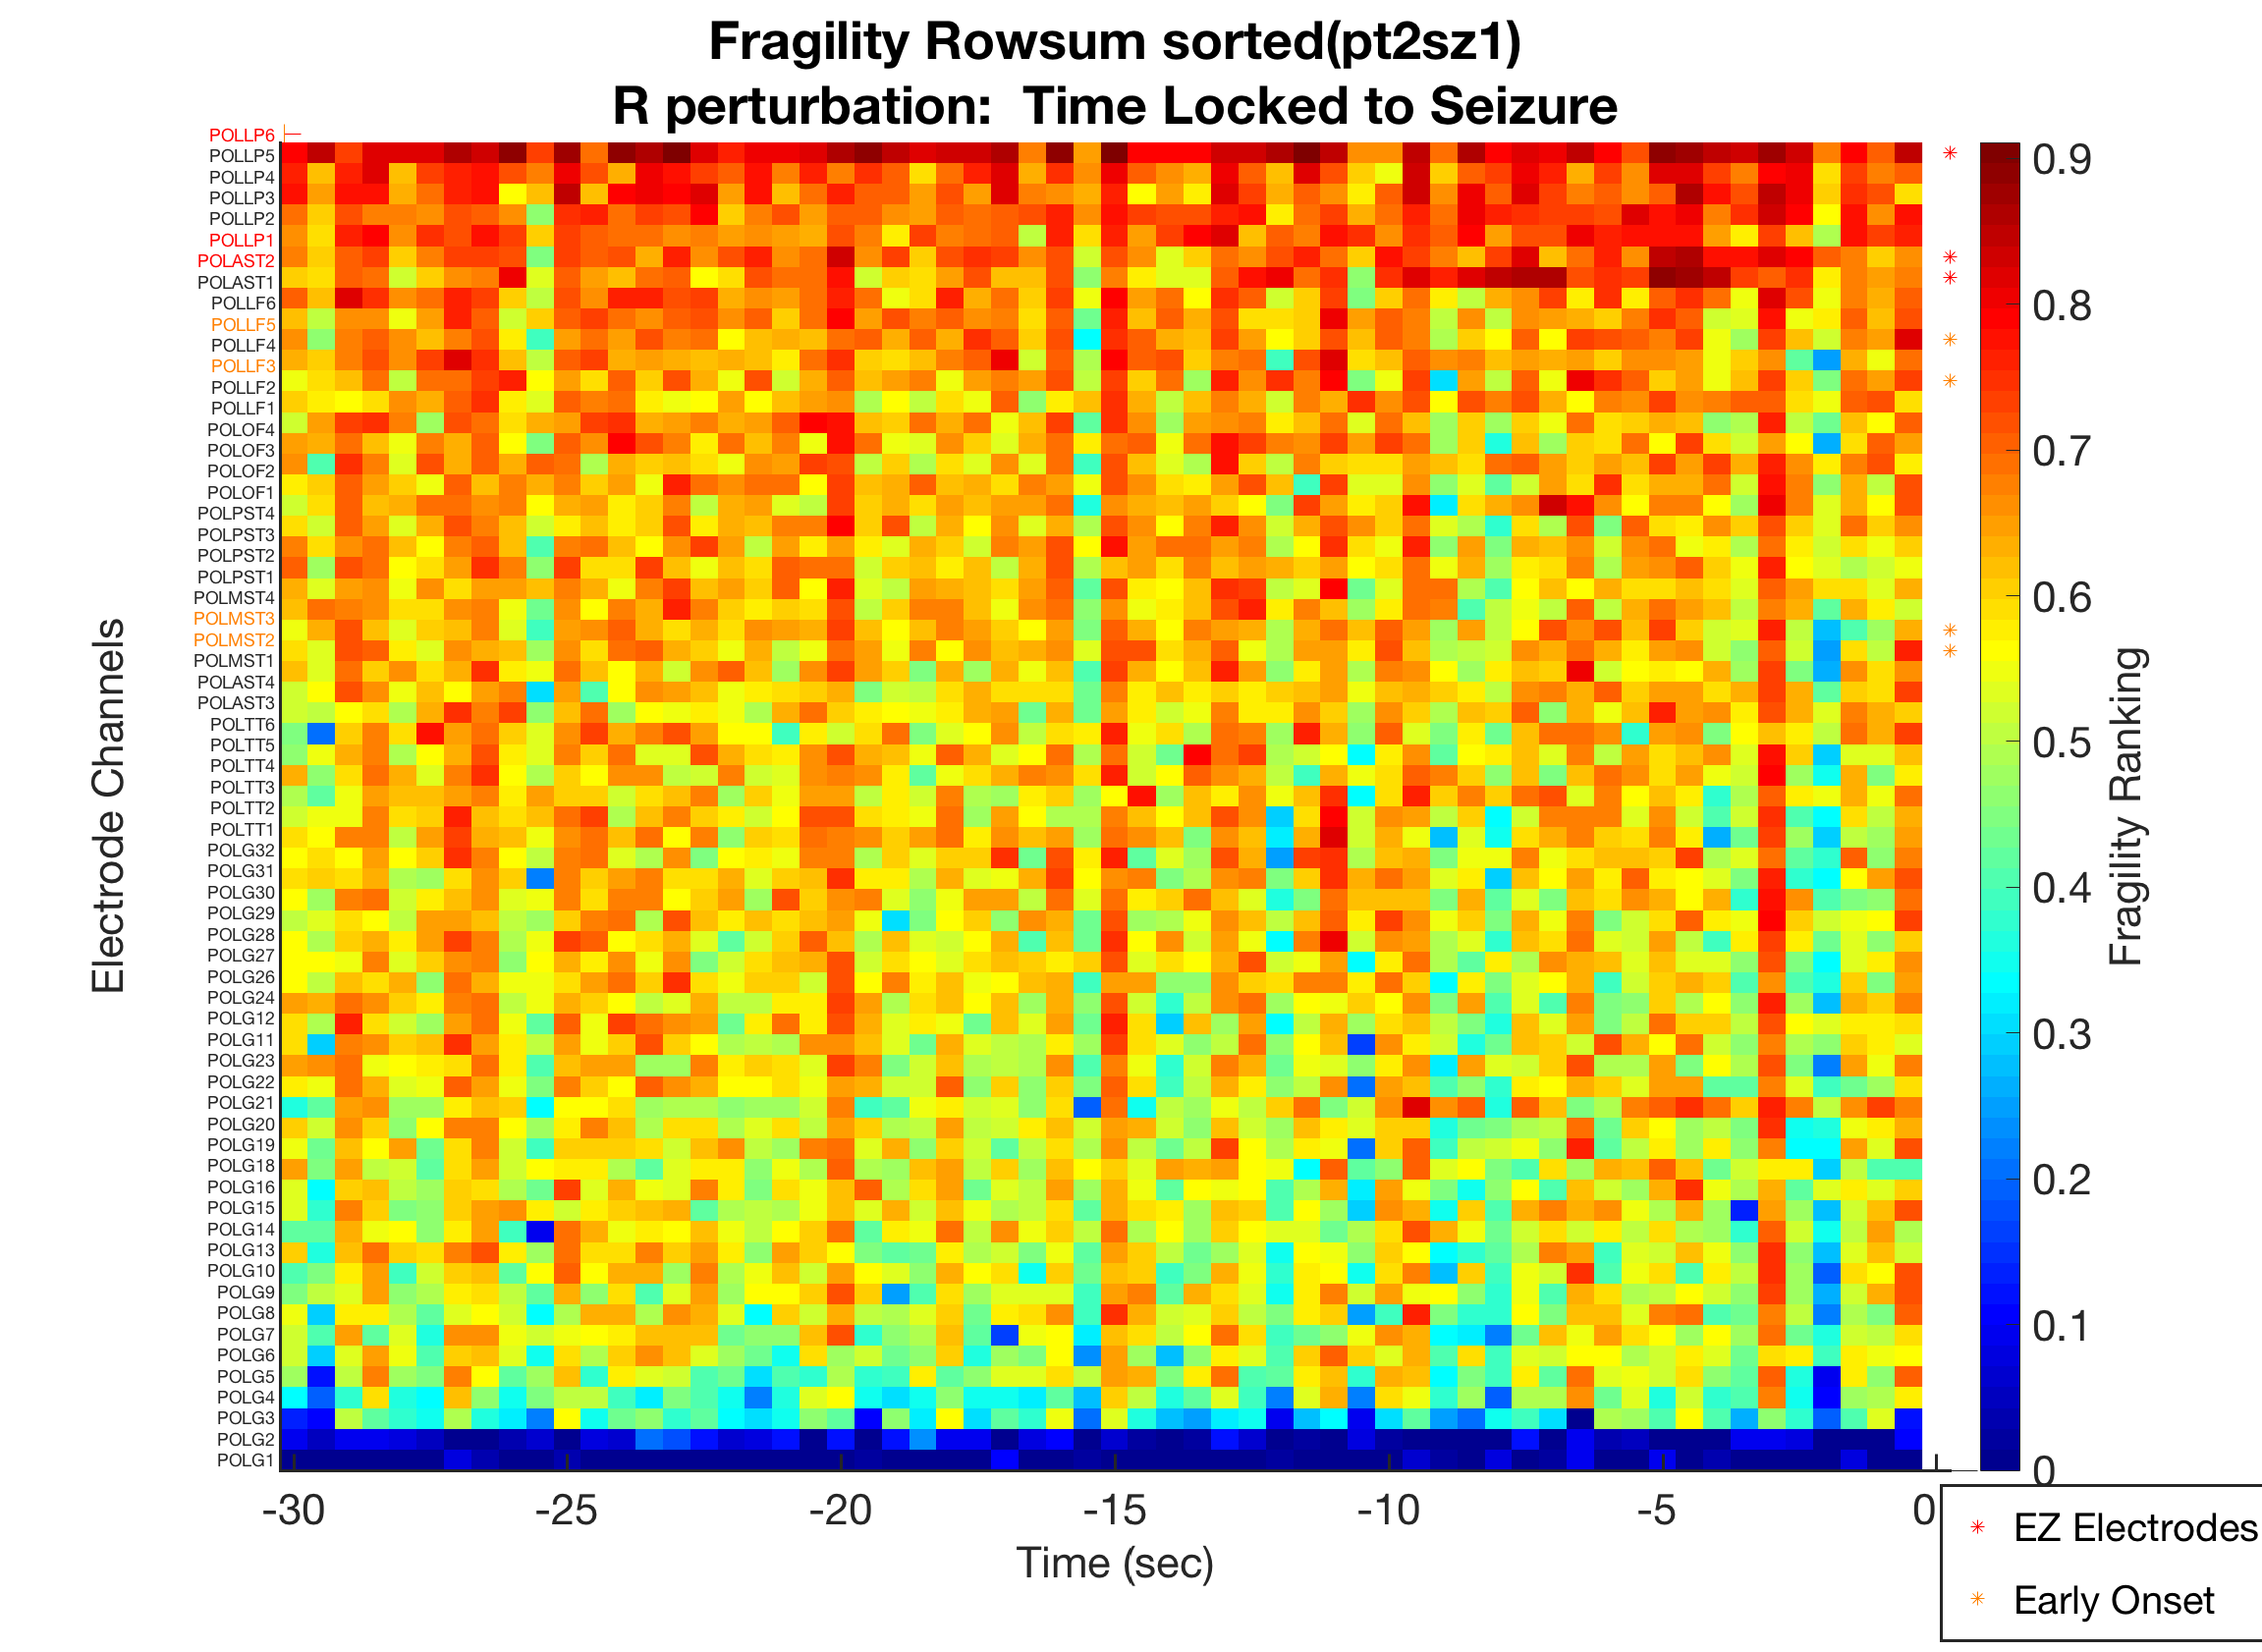 Fragility Rowsum sorted(pt2sz1)
R perturbation: Time Locked to Seizure
POLLP6
POLLP5
POLLP4
POLLP3
POLLP2
POLLP1
POLAST2
POLAST1
POLLF6
POLLF5
POLLF4
POLLF3
POLLF2
POLLF1
POLOF4
POLOF3
POLOF2
POLOF1
POLPST4
POLPST3
POLPST2
POLPST1
POLMST4
POLMST3
POLMST2
POLMST1
POLAST4
POLAST3
POLTT6
POLTT5
POLTT4
POLTT3
POLTT2
POLTT1
POLG32
POLG31
POLG30
POLG29
POLG28
POLG27
POLG26
POLG24
POLG12
POLG11
POLG23
POLG22
POLG21
POLG20
POLG19
POLG18
POLG16
POLG15
POLG14
POLG13
POLG10
POLG9
POLG8
POLG7
POLG6
POLG5
POLG4
POLG3
POLG2
POLG1
Electrode Channels
-30 -25 -20 -15 -10 -5 0
Time (sec)
0.9
0.8
0.7
0.6
0.5
0.4
0.3
0.2
0.1
0
Fragility Ranking
EZ Electrodes
Early Onset